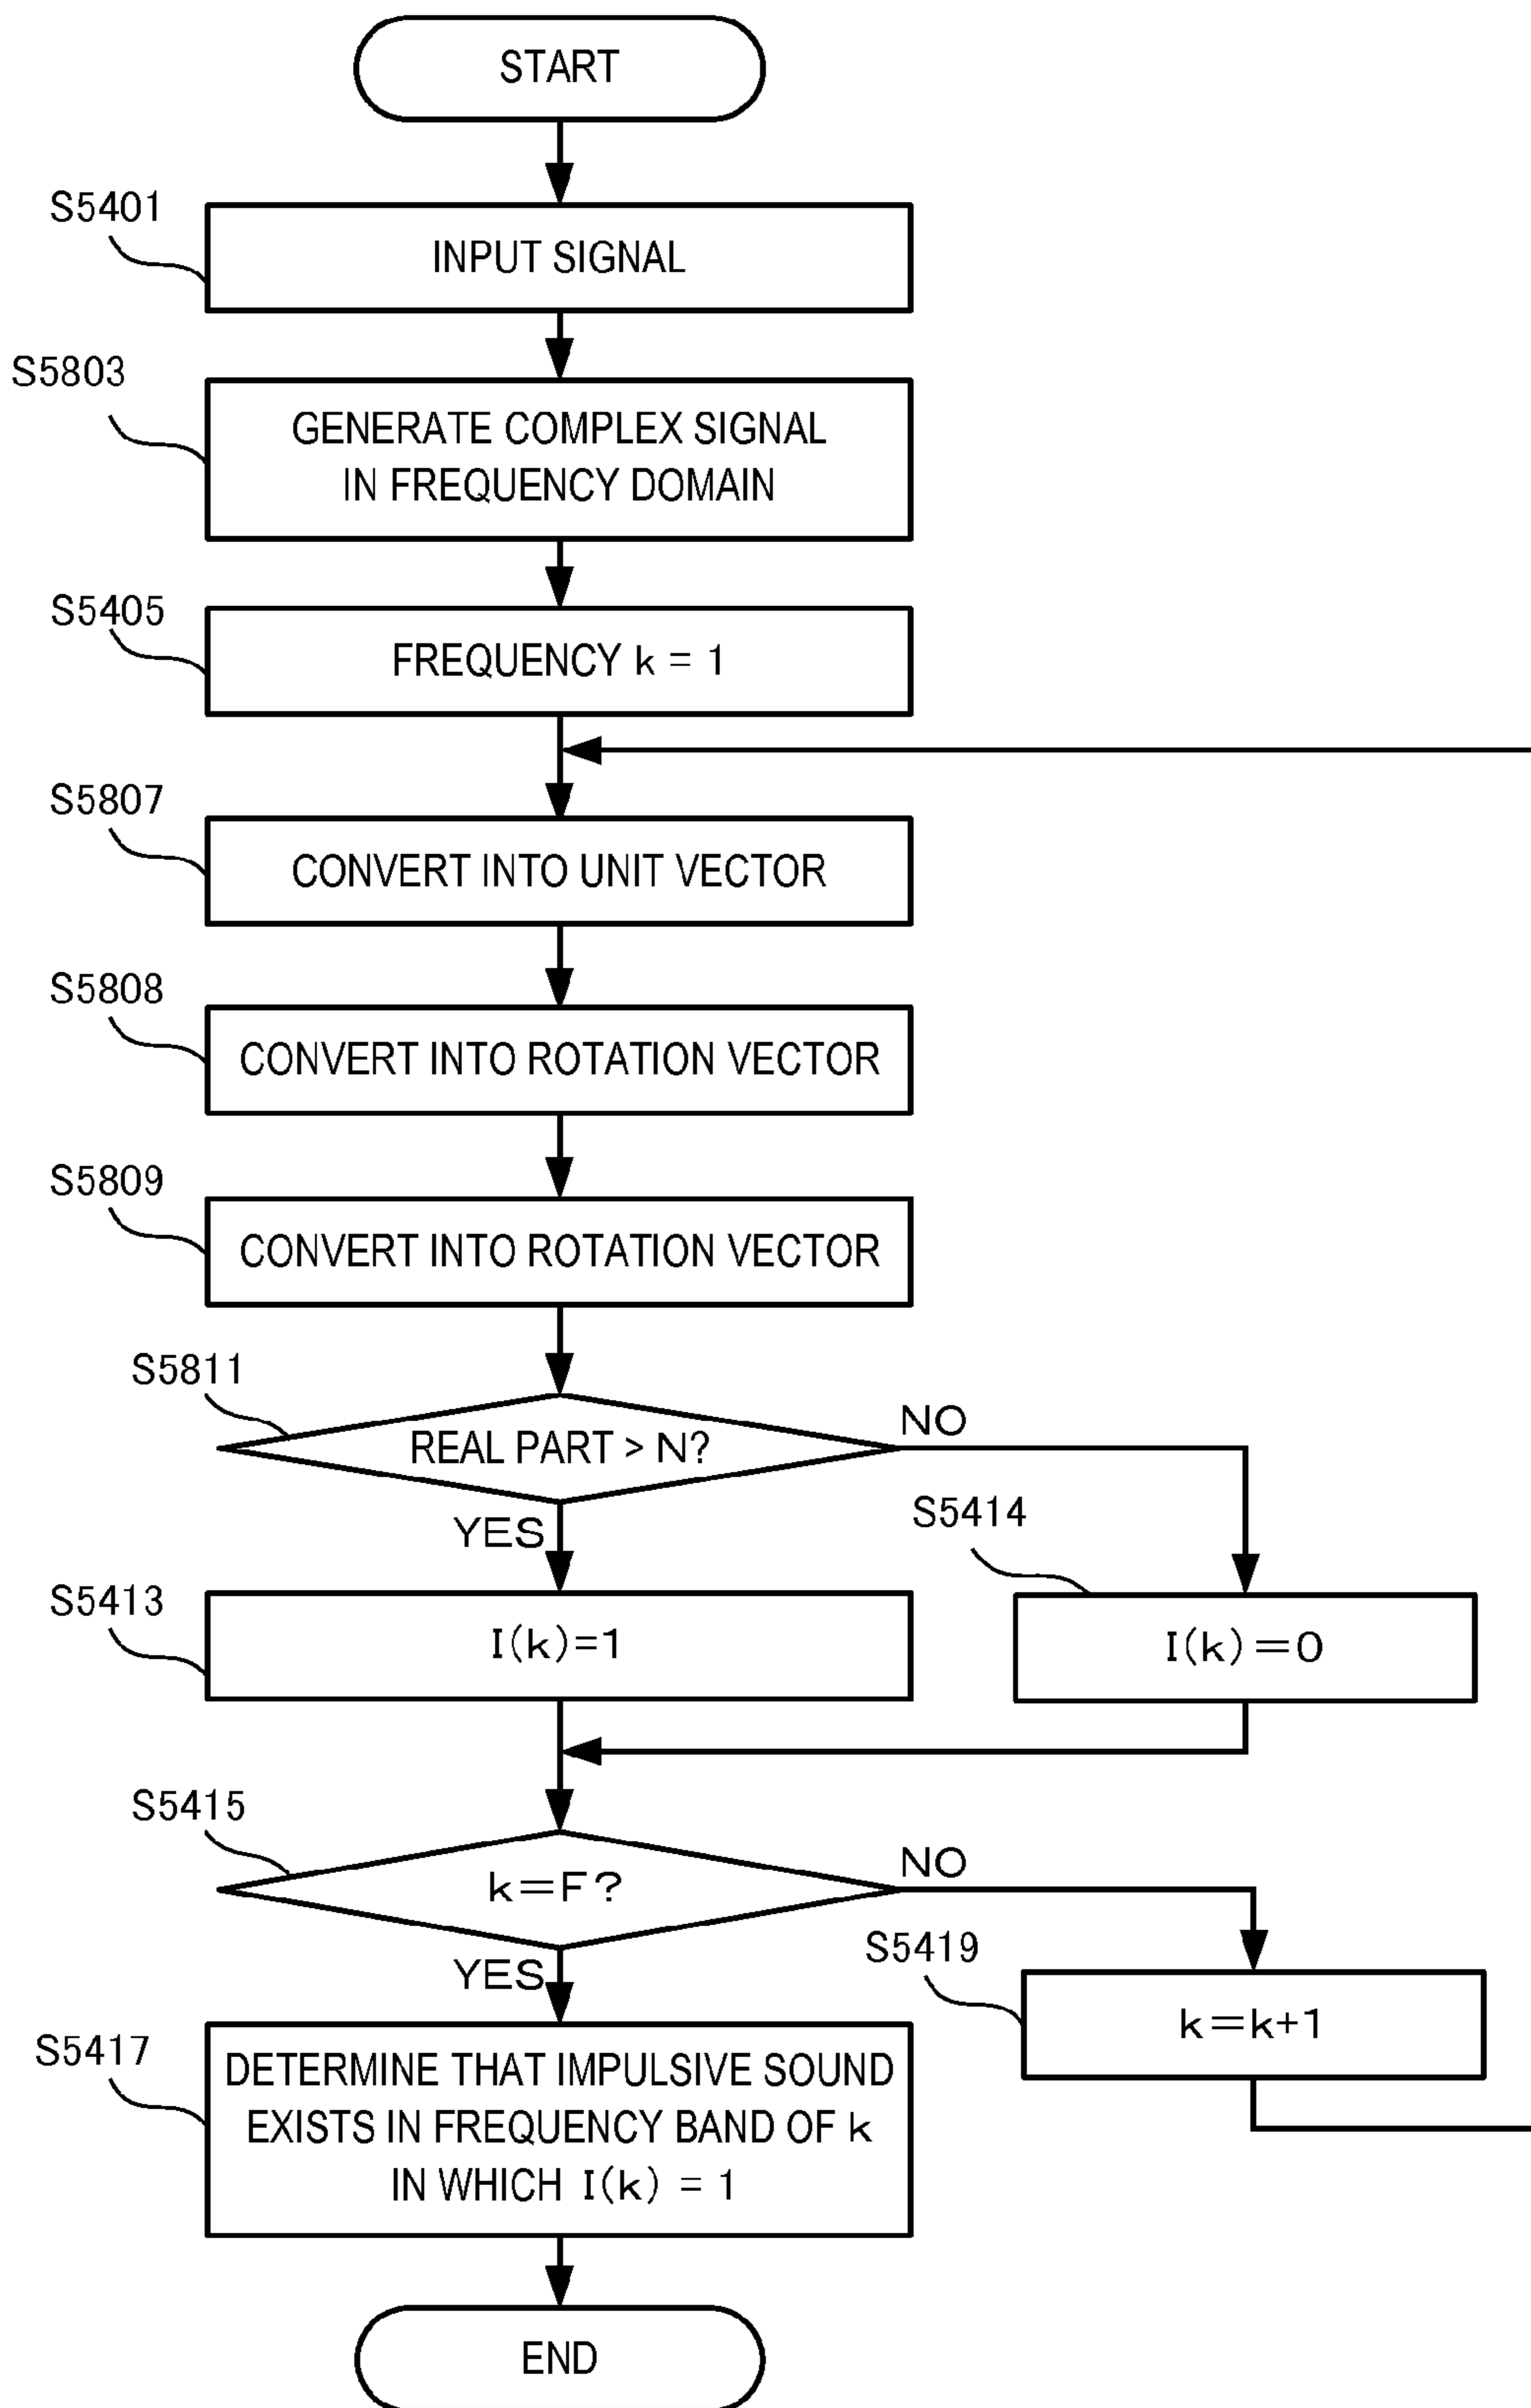 START
S5401
INPUT SIGNAL
S5803
GENERATE COMPLEX SIGNAL
IN FREQUENCY DOMAIN
S5405
FREQUENCY k = 1
S5807
CONVERT INTO UNIT VECTOR
S5808
CONVERT INTO ROTATION VECTOR
S5809
CONVERT INTO ROTATION VECTOR
S5811
REAL PART > N?
NO
YES
S5414
S5413
I(k)=1
I(k)=0
S5415
k=F?
NO
YES
S5419
k=k+1
S5417
DETERMINE THAT IMPULSIVE SOUND
EXISTS IN FREQUENCY BAND OF k
IN WHICH I(k) = 1
END